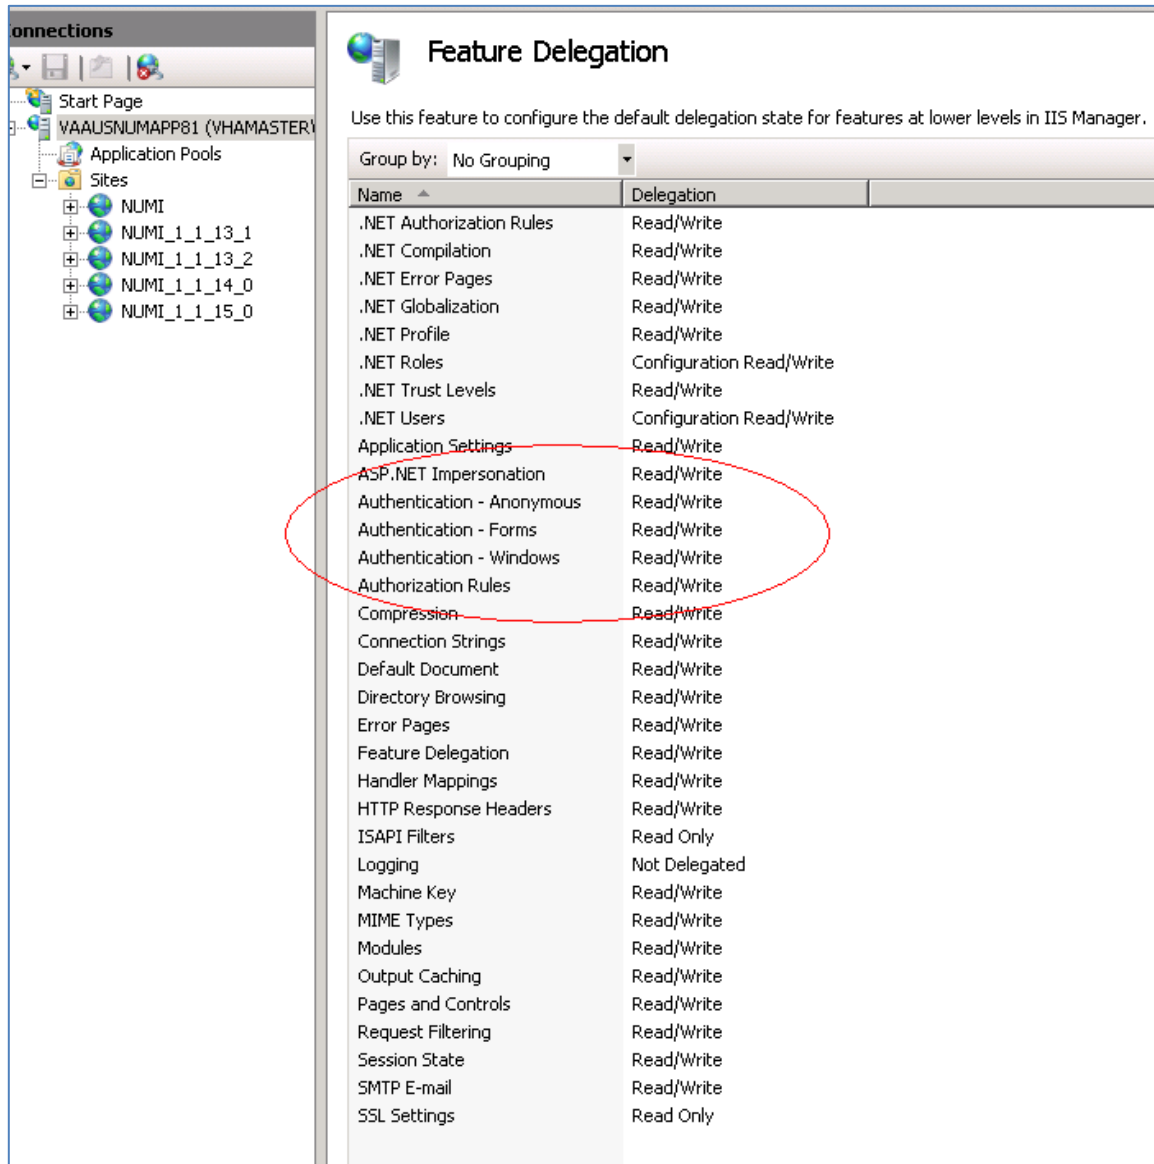 onnections
Start Page
VAAUSNUMAPP81 (VHAMASTER\
Application Pools
Sites
NUMI
NUMI_1_1_13_1
NUMI_1_1_13_2
NUMI_1_1_14_0
NUMI_1_1_15_0
Feature Delegation
Use this feature to configure the default delegation state for features at lower levels in IIS Manager.
Group by: No Grouping
Name Delegation
.NET Authorization Rules Read/Write
.NET Compilation Read/Write
.NET Error Pages Read/Write
.NET Globalization Read/Write
.NET Profile Read/Write
.NET Roles Configuration Read/Write
.NET Trust Levels Read/Write
.NET Users Configuration Read/Write
Application Settings Read/Write
ASP.NET Impersonation Read/Write
Authentication - Anonymous Read/Write
Authentication - Forms Read/Write
Authentication - Windows Read/Write
Authorization Rules Read/Write
Compression Read/Write
Connection Strings Read/Write
Default Document Read/Write
Directory Browsing Read/Write
Error Pages Read/Write
Feature Delegation Read/Write
Handler Mappings Read/Write
HTTP Response Headers Read/Write
ISAPI Filters Read Only
Logging Not Delegated
Machine Key Read/Write
MIME Types Read/Write
Modules Read/Write
Output Caching Read/Write
Pages and Controls Read/Write
Request Filtering Read/Write
Session State Read/Write
SMTP E-mail Read/Write
SSL Settings Read Only